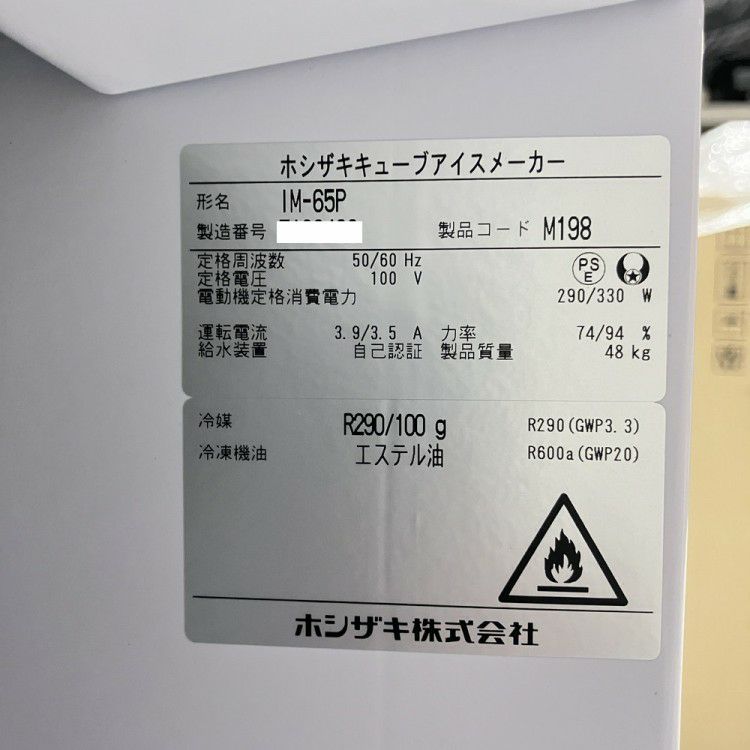 ホシザキキューブアイスメーカー
形名 IM-65P
製造番号 製品コード M198
定格周波数 50/60 Hz
定格電圧 100 V
PS E
電動機定格消費電力 290/330 W
運転電流 3.9/3.5 A 力率 74/94 %
給水装置 自己認証 製品質量 48 kg
冷媒 R290/100 g R290(GWP3.3)
冷凍機油 エステル油 R600a(GWP20)
ホシザキ株式会社